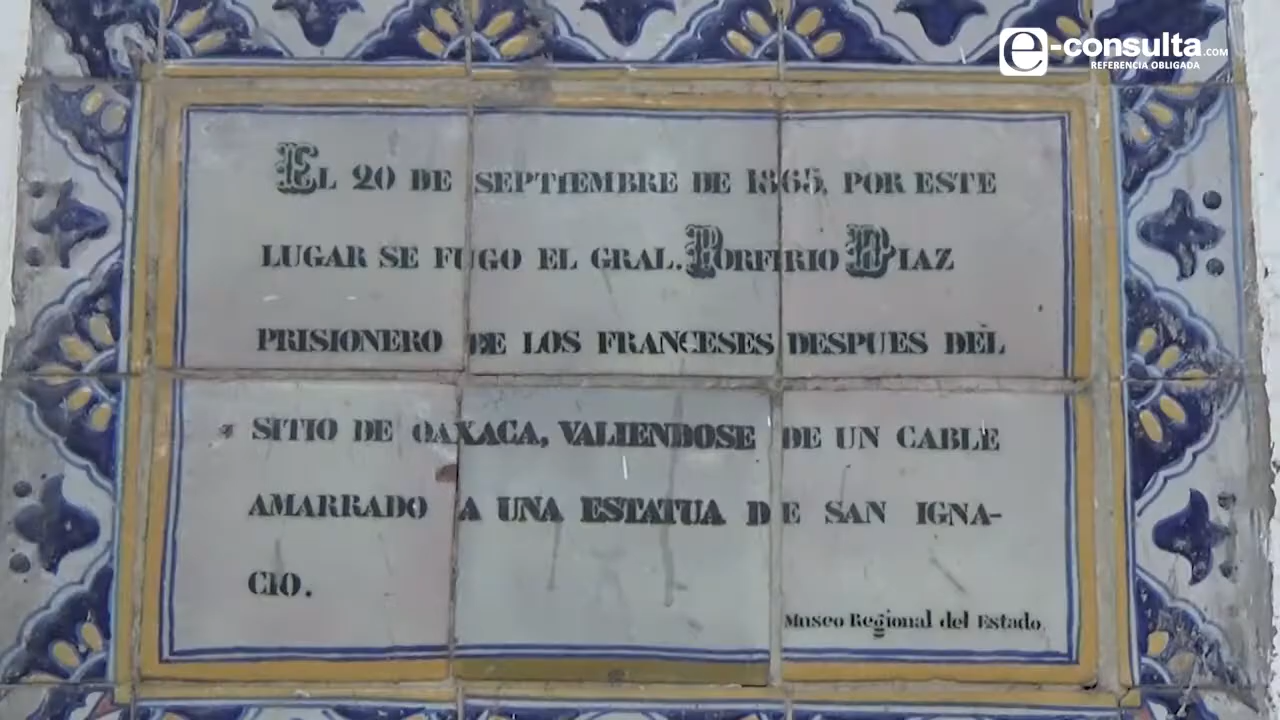 e-consulta.com
REFERENCIA OBLIGADA
EL 20 DE SEPTIEMBRE DE 1865, POR ESTE
LUGAR SE FUGO EL GRAL. PORFIRIO DIAZ
PRISIONERO DE LOS FRANCESES DESPUES DEL
SITIO DE OAXACA, VALIENDOSE DE UN CABLE
AMARRADO A UNA ESTATUA DE SAN IGNA-
CIO.
Museo Regional del Estado.